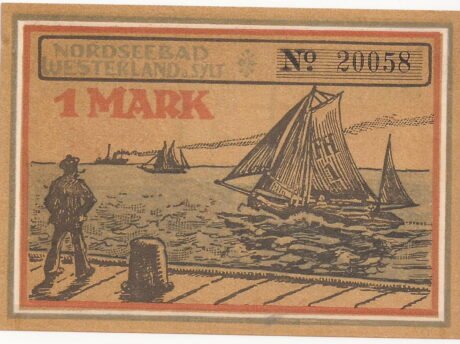 NORDSEEBAD
WESTERLAND a. SYLT
No 20058
1 MARK